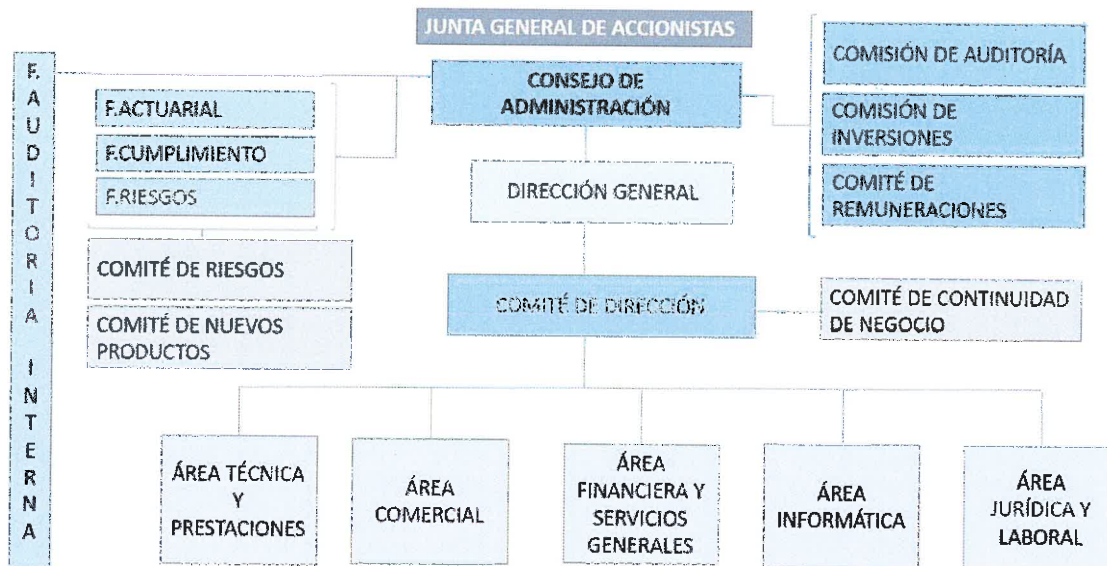 JUNTA GENERAL DE ACCIONISTAS
F. AUDITORIA INTERNA
CONSEJO DE
ADMINISTRACIÓN
COMISIÓN DE AUDITORÍA
COMISIÓN DE
INVERSIONES
COMITÉ DE
REMUNERACIONES
F.ACTUARIAL
F.CUMPLIMIENTO
F.RIESGOS
DIRECCIÓN GENERAL
COMITÉ DE RIESGOS
COMITÉ DE NUEVOS
PRODUCTOS
COMITÉ DE DIRECCIÓN
COMITÉ DE CONTINUIDAD
DE NEGOCIO
ÁREA TÉCNICA
Y
PRESTACIONES
ÁREA
COMERCIAL
ÁREA
FINANCIERA Y
SERVICIOS
GENERALES
ÁREA
INFORMÁTICA
ÁREA
JURÍDICA Y
LABORAL